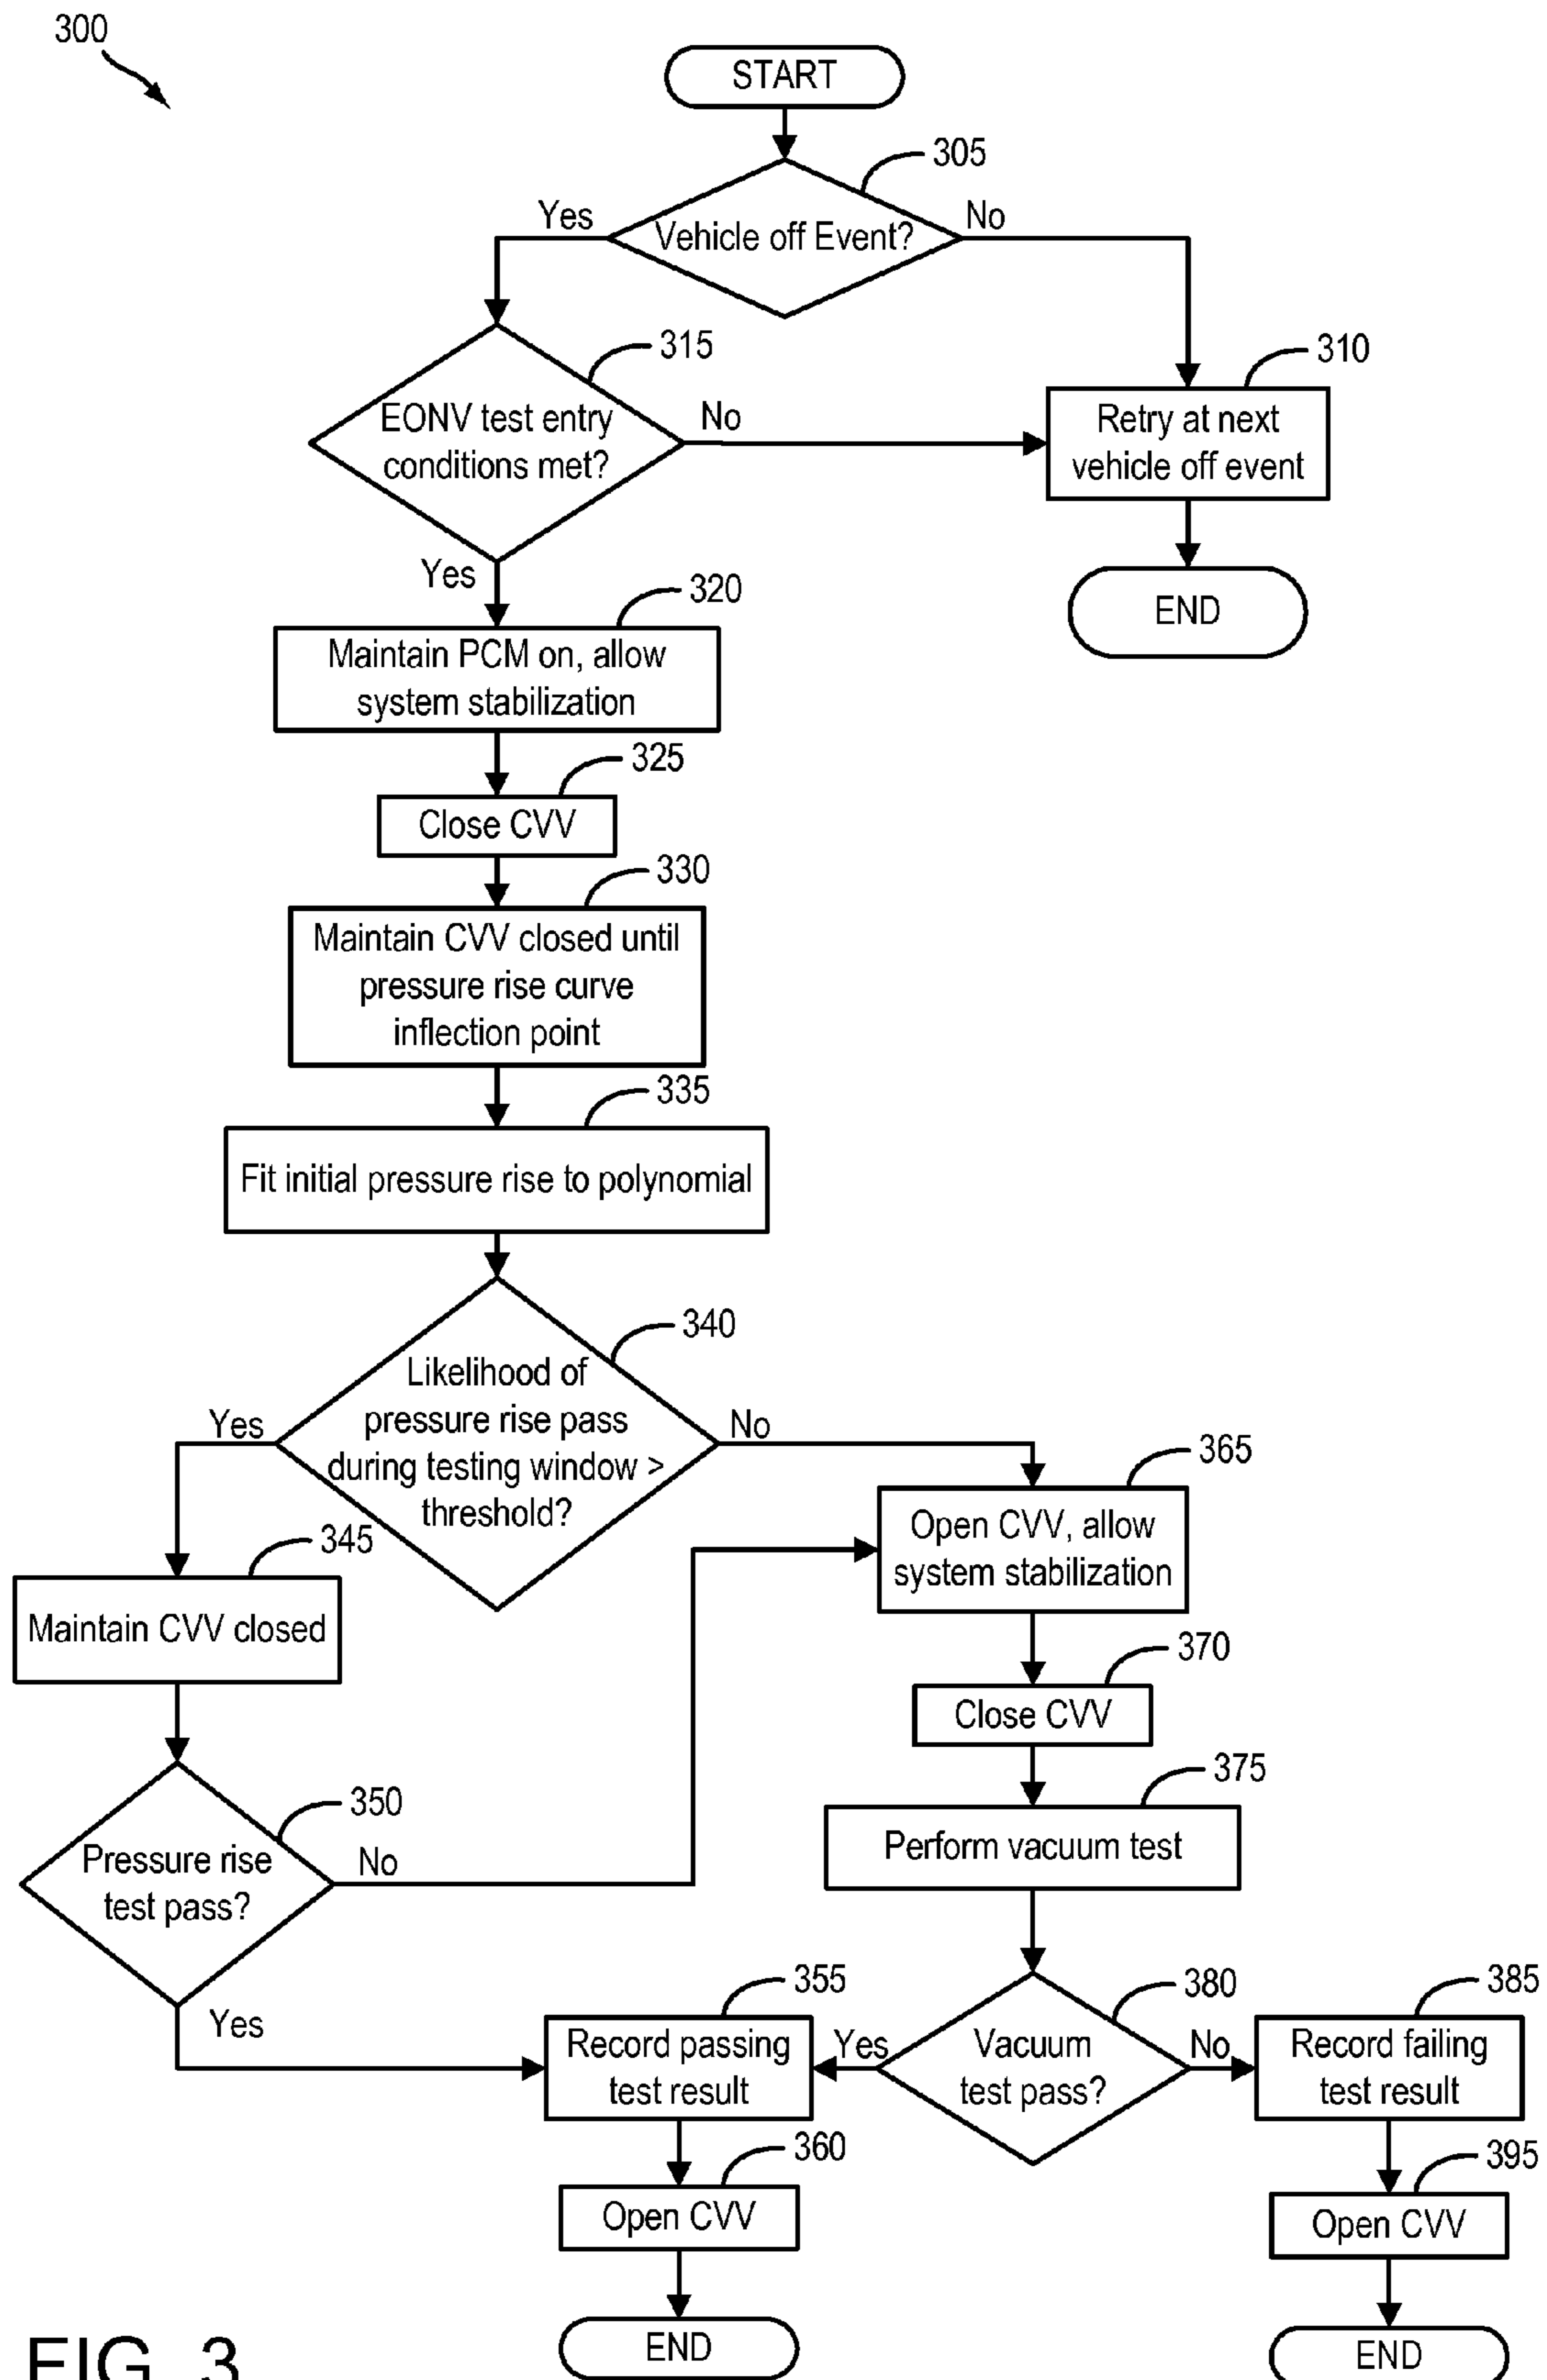 300
START
305
Vehicle off Event?
Yes
No
315
EONV test entry
conditions met?
No
Yes
310
Retry at next
vehicle off event
END
320
Maintain PCM on, allow
system stabilization
325
Close CVV
330
Maintain CVV closed until
pressure rise curve
inflection point
335
Fit initial pressure rise to polynomial
340
Likelihood of
pressure rise pass
during testing window >
threshold?
Yes
No
345
Maintain CVV closed
365
Open CVV, allow
system stabilization
370
Close CVV
375
Perform vacuum test
350
Pressure rise
test pass?
No
Yes
355
Record passing
test result
380
Vacuum
test pass?
Yes
No
385
Record failing
test result
360
Open CVV
395
Open CVV
END
END
FIG. 3